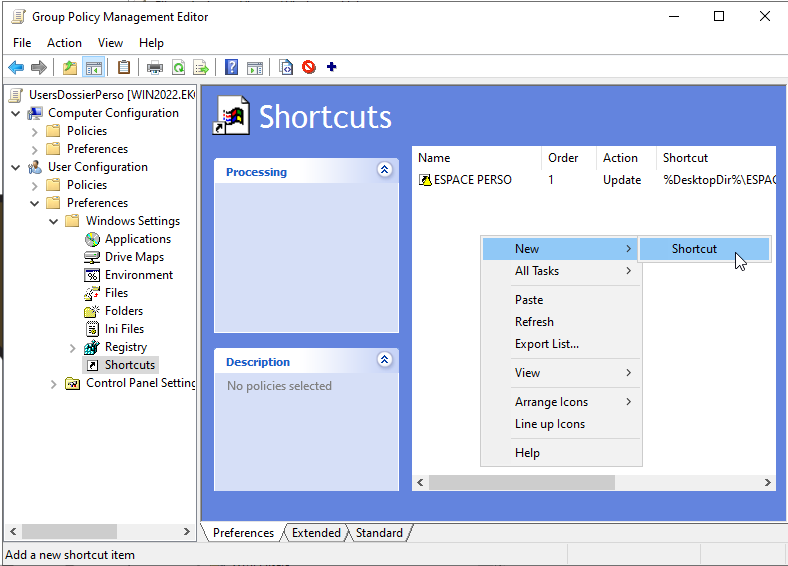 Group Policy Management Editor
File Action View Help
UsersDossierPerso [WIN2022.EK
Computer Configuration
Policies
Preferences
User Configuration
Policies
Preferences
Windows Settings
Applications
Drive Maps
Environment
Files
Folders
Ini Files
Registry
Shortcuts
Control Panel Setting
Shortcuts
Processing
Description
No policies selected
Name Order Action Shortcut
ESPACE PERSO 1 Update %DesktopDir%\ESPAC
New
Shortcut
All Tasks
Paste
Refresh
Export List...
View
Arrange Icons
Line up Icons
Help
Preferences Extended Standard
Add a new shortcut item